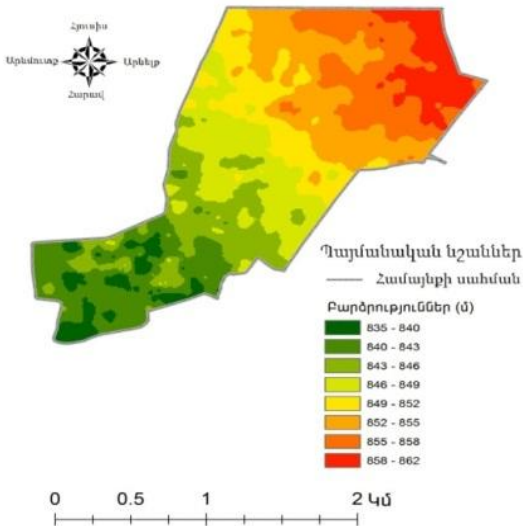 Հյուսիս
Արևմուտք
Արևելք
Հարավ
Պայմանական նշաններ
Համայնքի սահման
Բարձրություններ (մ)
835 - 840
840 - 843
843 - 846
846 - 849
849 - 852
852 - 855
855 - 858
858 - 862
0 0.5 1 2 Կմ